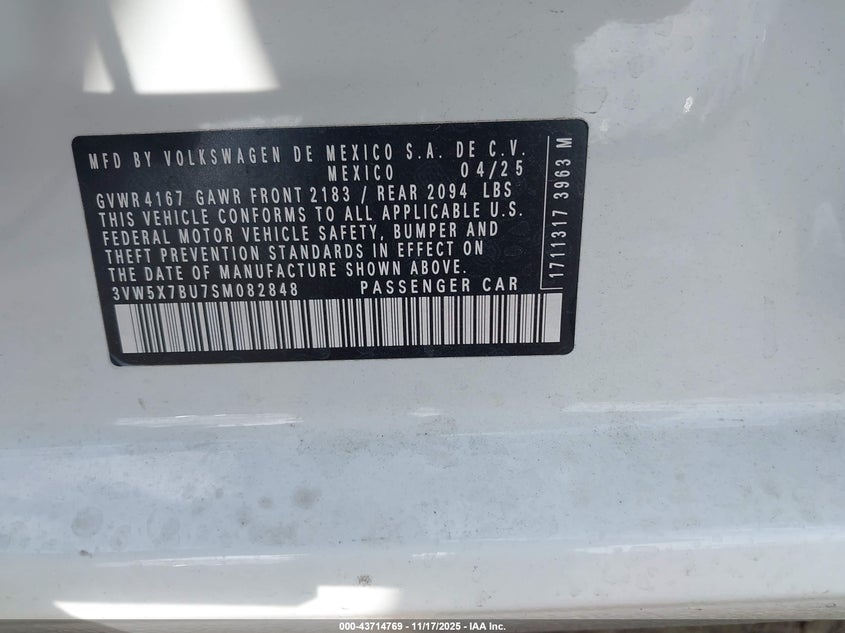 MFD BY VOLKSWAGEN DE MEXICO S.A. DE C.V.
MEXICO 04/25
GVWR 4167 GAWR FRONT 2183 / REAR 2094 LBS
THIS VEHICLE CONFORMS TO ALL APPLICABLE U.S.
FEDERAL MOTOR VEHICLE SAFETY, BUMPER AND
THEFT PREVENTION STANDARDS IN EFFECT ON
THE DATE OF MANUFACTURE SHOWN ABOVE.
3VW5X7BU7SM082848 PASSENGER CAR
1711317 3963 M
000-43714769 - 11/17/2025 - IAA Inc.